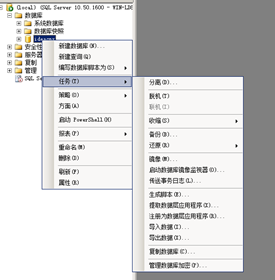 (local) (SQL Server 10.50.1600 - WIN-LD8
数据库
系统数据库
数据库快照
安全性
服务器
复制
管理
SQL Ser
新建数据库(N)...
新建查询(Q)
编写数据库脚本为(S)
任务(T)
策略(O)
方面(A)
启动 PowerShell(H)
报表(P)
重命名(M)
删除(D)
刷新(F)
属性(R)
分离(D)...
脱机(T)
联机(I)
收缩(S)
备份(B)...
还原(R)
镜像(M)...
启动数据库镜像监视器(O)...
传送事务日志(L)...
生成脚本(E)...
提取数据层应用程序(X)...
注册为数据层应用程序(R)...
导入数据(I)...
导出数据(X)...
复制数据库(C)...
管理数据库加密(P)...